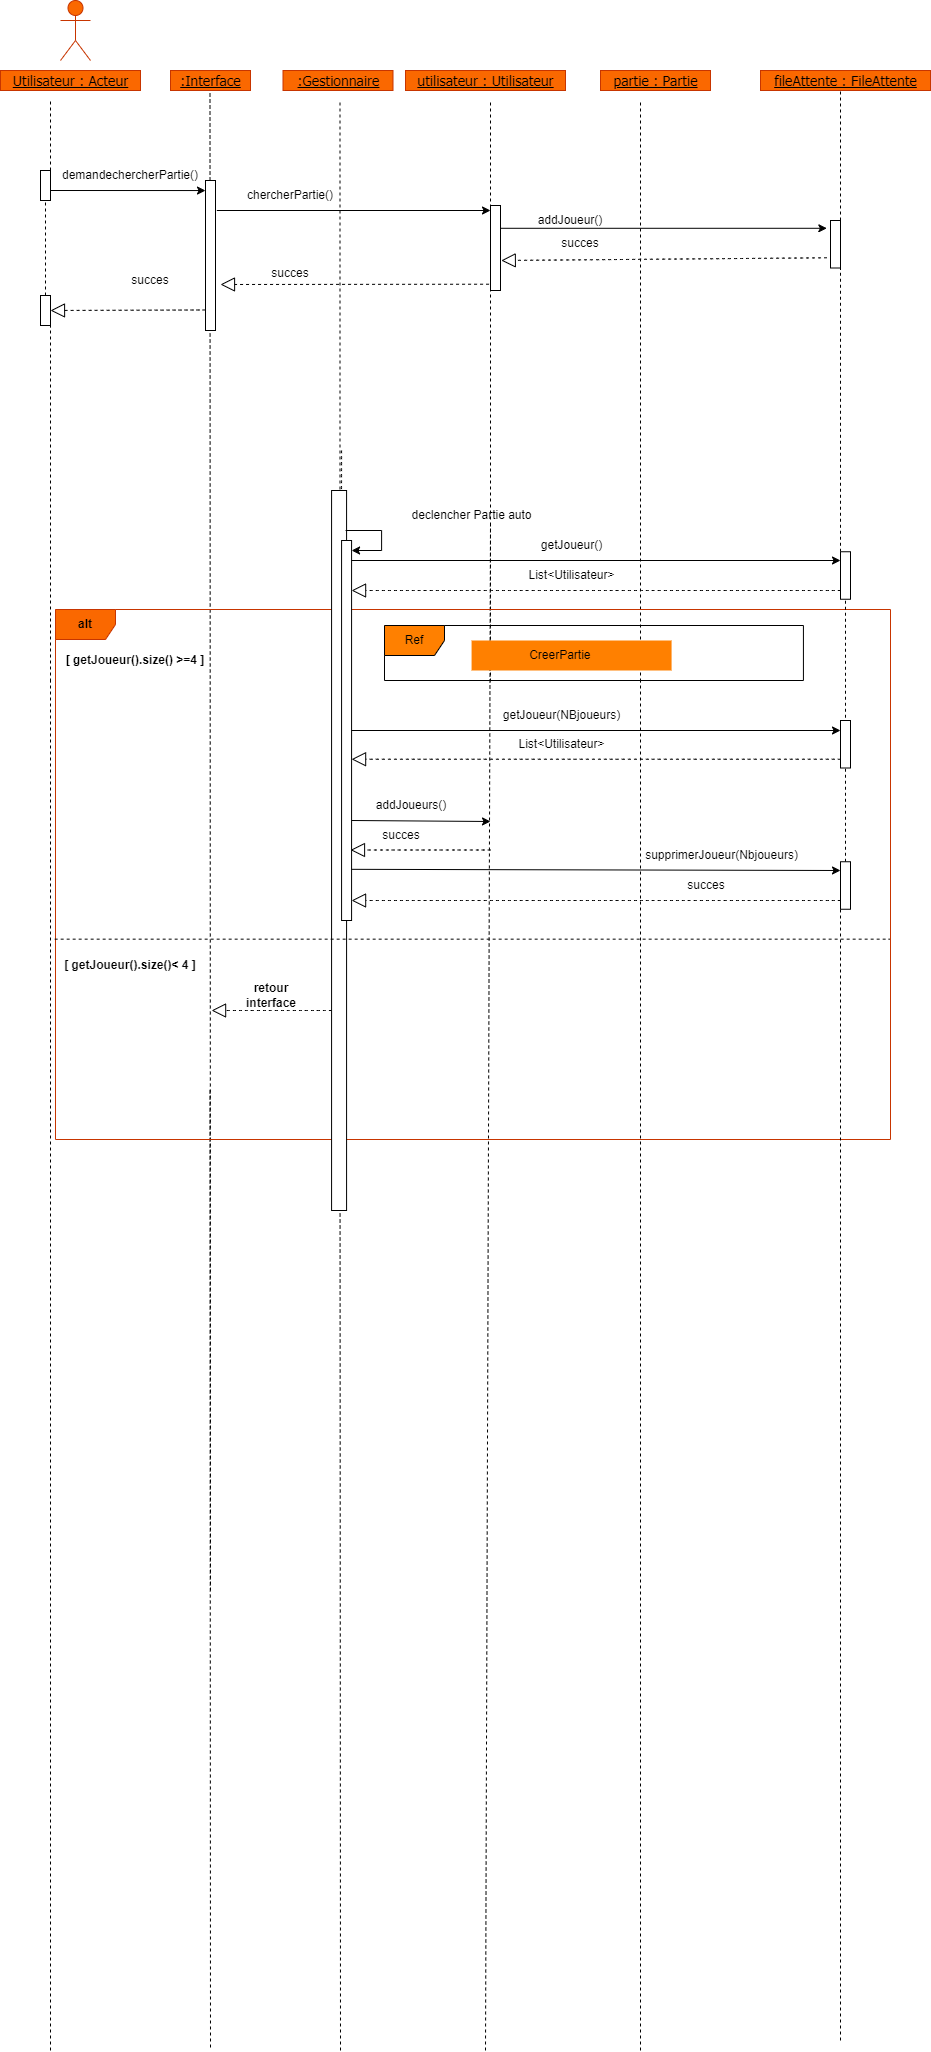 Utilisateur : Acteur
:Interface
:Gestionnaire
utilisateur : Utilisateur
partie : Partie
fileAttente : FileAttente
demandechercherPartie()
chercherPartie()
addJoueur()
succes
succes
succes
declencher Partie auto
getJoueur()
List<Utilisateur>
alt
Ref
CreerPartie
[ getJoueur().size() >=4 ]
getJoueur(NBjoueurs)
List<Utilisateur>
addJoueurs()
succes
supprimerJoueur(Nbjoueurs)
succes
[ getJoueur().size()< 4 ]
retour
interface